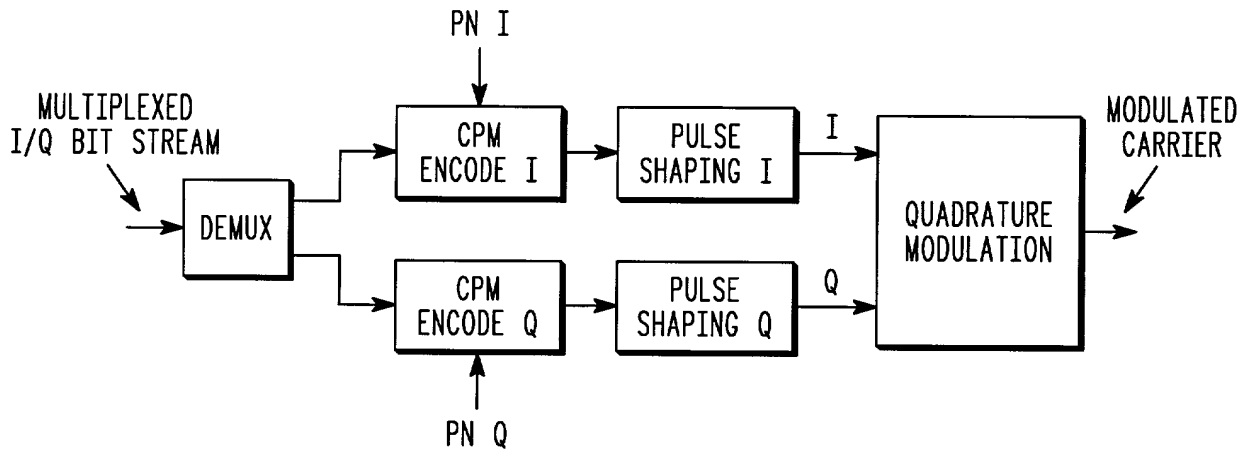 PN I
MULTIPLEXED
I/Q BIT STREAM
DEMUX
CPM
ENCODE I
PULSE
SHAPING I
I
CPM
ENCODE Q
PULSE
SHAPING Q
Q
PN Q
QUADRATURE
MODULATION
MODULATED
CARRIER